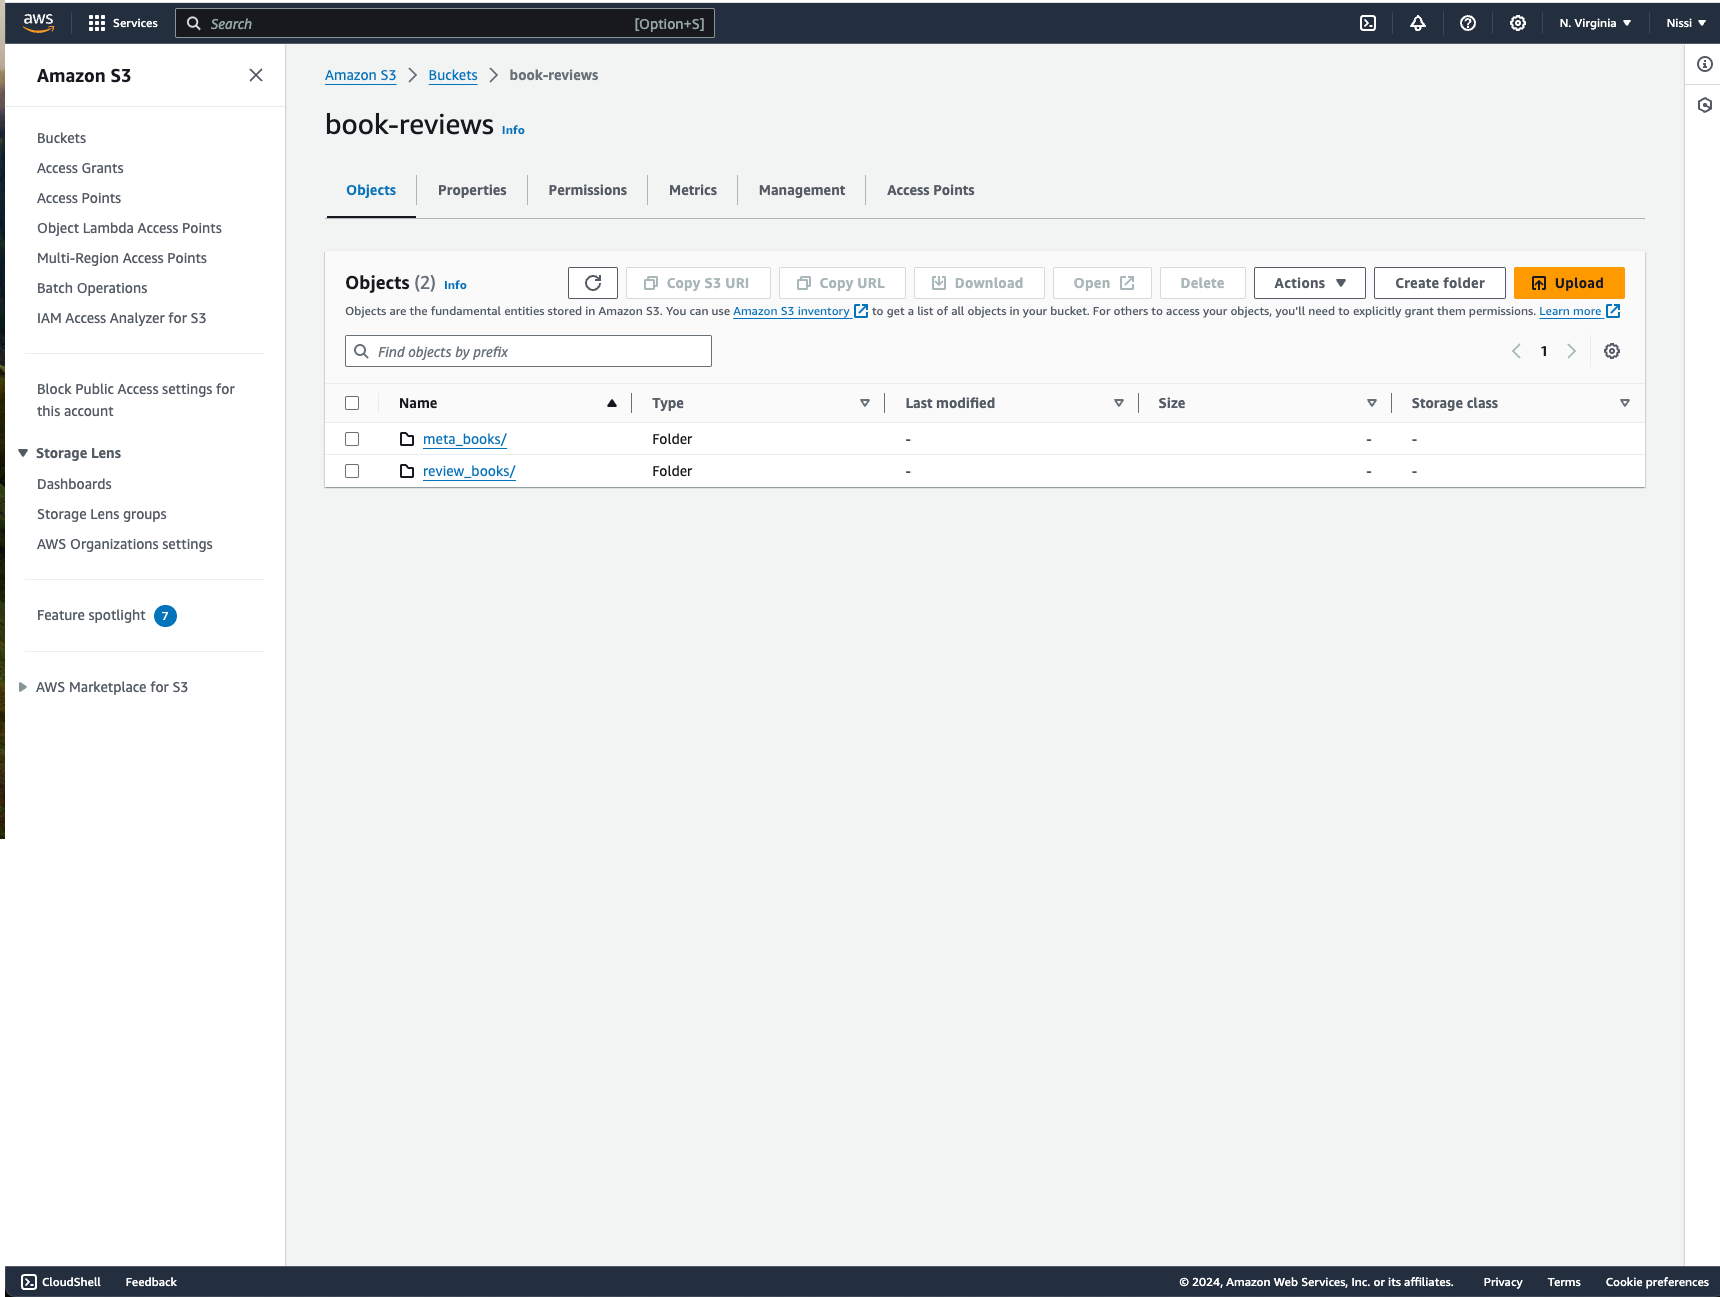 aws
Services
Search [Option+S]
N. Virginia
Nissi
Amazon S3
Buckets
Access Grants
Access Points
Object Lambda Access Points
Multi-Region Access Points
Batch Operations
IAM Access Analyzer for S3
Block Public Access settings for
this account
Storage Lens
Dashboards
Storage Lens groups
AWS Organizations settings
Feature spotlight 7
AWS Marketplace for S3
Amazon S3 Buckets book-reviews
book-reviews Info
Objects Properties Permissions Metrics Management Access Points
Objects (2) Info Copy S3 URI Copy URL Download Open Delete Actions Create folder Upload
Objects are the fundamental entities stored in Amazon S3. You can use Amazon S3 inventory to get a list of all objects in your bucket. For others to access your objects, you'll need to explicitly grant them permissions. Learn more
Find objects by prefix
1
Name Type Last modified Size Storage class
meta_books/ Folder - - -
review_books/ Folder - - -
CloudShell Feedback © 2024, Amazon Web Services, Inc. or its affiliates. Privacy Terms Cookie preferences